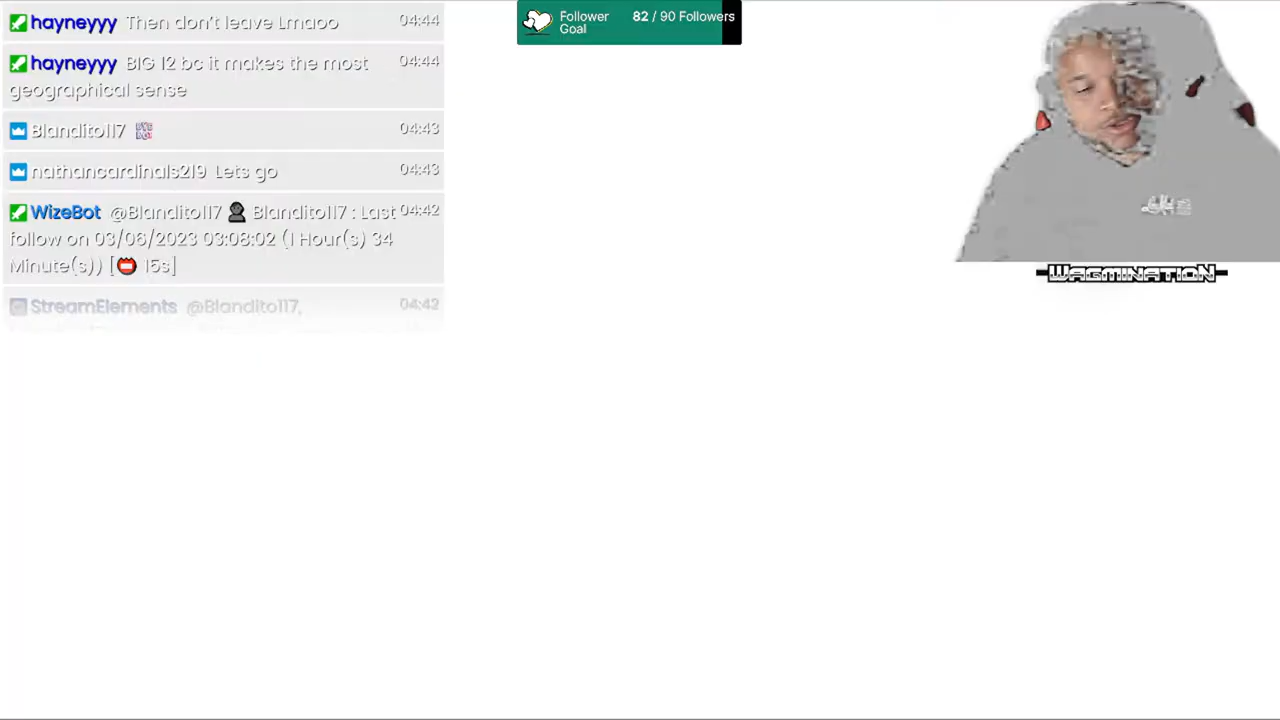 hayneyyy Then don't leave indago 04:44
hayneyyy BIG 12 bc it makes the most 04:44
geographical sense
Blandito117 04:43
nathancardinals219 Lets go 04:43
WizeBot @Blandito117 Blandito117 : Last 04:42
follow on 03/06/2023 03:08:02 (1 Hour(s) 34
Minute(s)) [ 15s]
StreamElements @Blandito117, 04:42
Follower 82 / 90 Followers
Goal
WAGMINATION